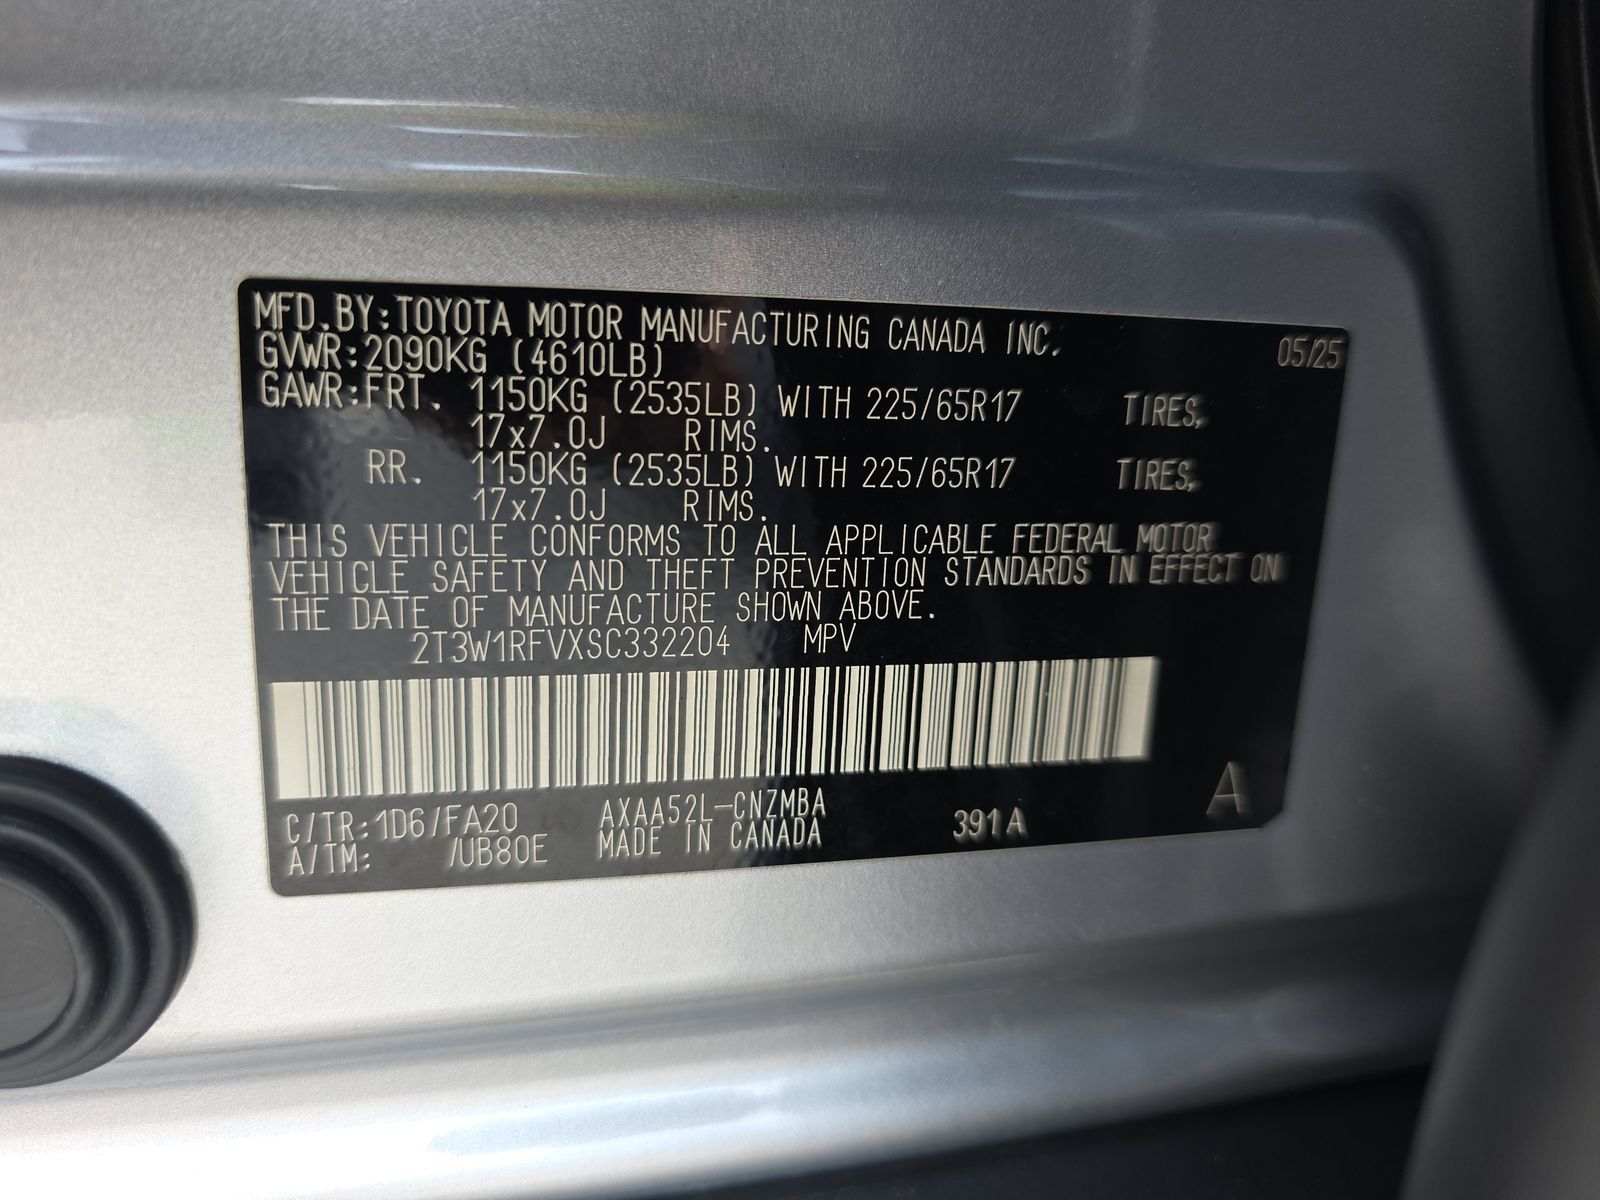 MFD.BY:TOYOTA MOTOR MANUFACTURING CANADA INC. 05/25
GVWR:2090KG (4610LB)
GAWR:FRT. 1150KG (2535LB) WITH 225/65R17 TIRES,
17x7.0J RIMS.
RR. 1150KG (2535LB) WITH 225/65R17 TIRES,
17x7.0J RIMS.
THIS VEHICLE CONFORMS TO ALL APPLICABLE FEDERAL MOTOR
VEHICLE SAFETY AND THEFT PREVENTION STANDARDS IN EFFECT ON
THE DATE OF MANUFACTURE SHOWN ABOVE.
2T3W1RFVXSC332204 MPV
C/TR:1D6/FA20 AXAA52L-CNZMBA 391A A
A/TM: /UB80E MADE IN CANADA